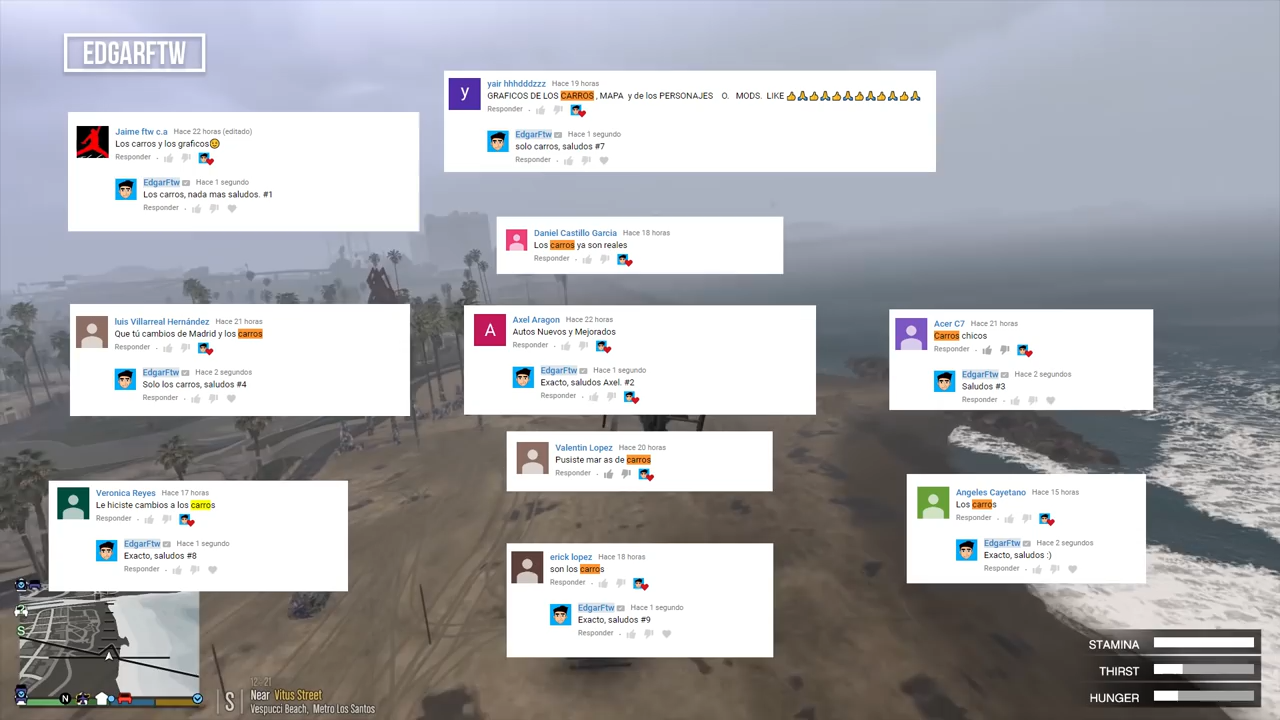 EDGARFTW
yair hhhdddzzz Hace 19 horas
GRAFICOS DE LOS CARROS , MAPA y de los PERSONAJES O. MODS. LIKE 👍🙏👍🙏👍🙏👍🙏👍🙏👍🙏
Responder
EdgarFtw Hace 1 segundo
solo carros, saludos #7
Responder
Jaime ftw c.a Hace 22 horas (editado)
Los carros y los graficos
Responder
EdgarFtw Hace 1 segundo
Los carros, nada mas saludos. #1
Responder
Daniel Castillo Garcia Hace 18 horas
Los carros ya son reales
Responder
luis Villarreal Hernández Hace 21 horas
Que tú cambios de Madrid y los carros
Responder
EdgarFtw Hace 2 segundos
Solo los carros, saludos #4
Responder
Axel Aragon Hace 22 horas
A
Autos Nuevos y Mejorados
Responder
EdgarFtw Hace 1 segundo
Exacto, saludos Axel. #2
Responder
Acer C7 Hace 21 horas
Carros chicos
Responder
EdgarFtw Hace 2 segundos
Saludos #3
Responder
Valentin Lopez Hace 20 horas
Pusiste mar as de carros
Responder
Veronica Reyes Hace 17 horas
Le hiciste cambios a los carros
Responder
EdgarFtw Hace 1 segundo
Exacto, saludos #8
Responder
Angeles Cayetano Hace 15 horas
Los carros
Responder
EdgarFtw Hace 2 segundos
Exacto, saludos :)
Responder
erick lopez Hace 18 horas
son los carros
Responder
EdgarFtw Hace 1 segundo
Exacto, saludos #9
Responder
S
N
12 21
S
Near Vitus Street
Vespucci Beach, Metro Los Santos
STAMINA
THIRST
HUNGER